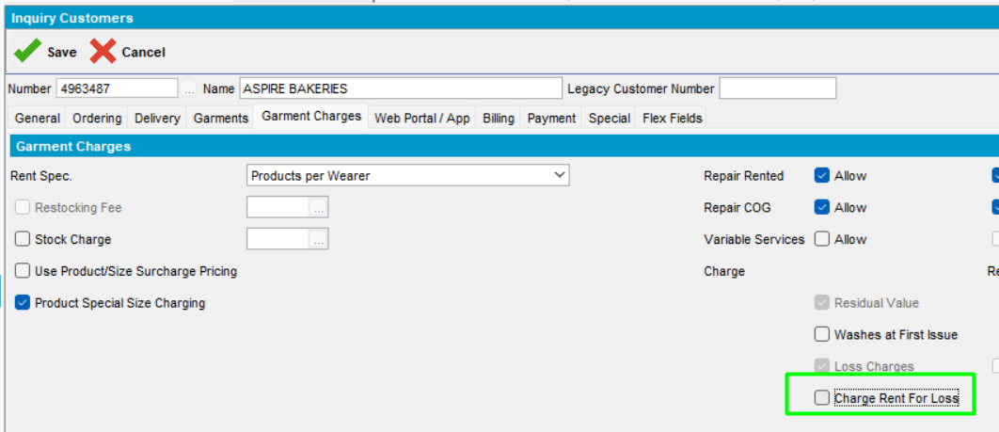 Inquiry Customers
Save Cancel
Number 4963487 ... Name ASPIRE BAKERIES Legacy Customer Number
General Ordering Delivery Garments Garment Charges Web Portal / App Billing Payment Special Flex Fields
Garment Charges
Rent Spec. Products per Wearer Repair Rented Allow
Restocking Fee ... Repair COG Allow
Stock Charge ... Variable Services Allow
Use Product/Size Surcharge Pricing Charge Re
Product Special Size Charging Residual Value
Washes at First Issue
Loss Charges
Charge Rent For Loss